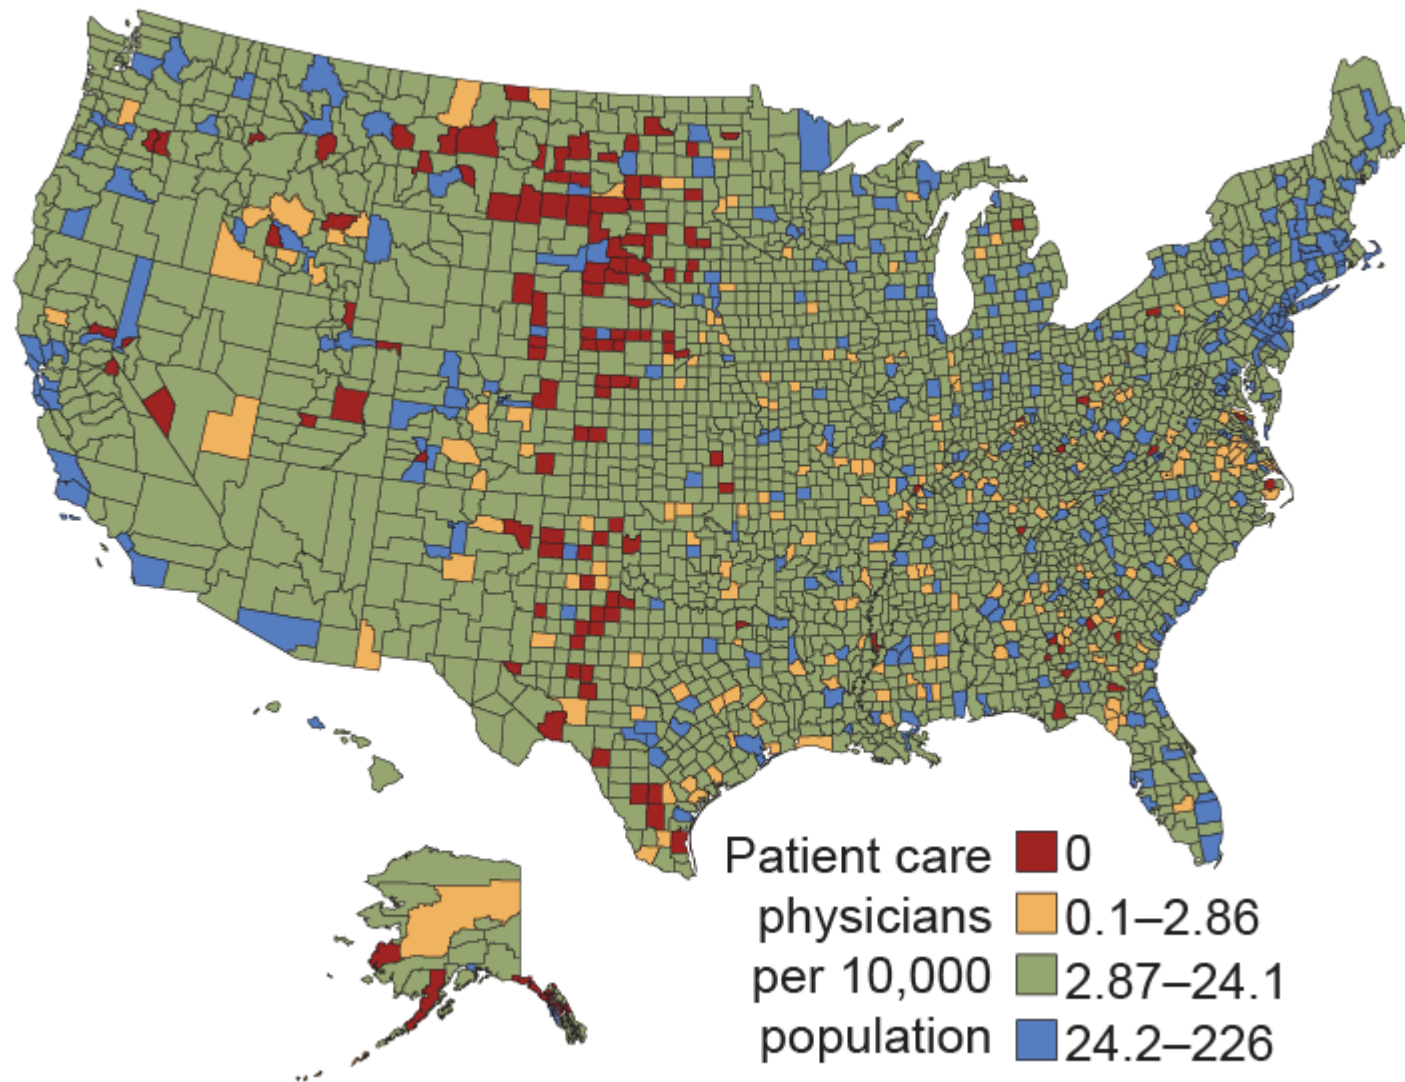 Patient care 0
physicians 0.1–2.86
per 10,000 2.87–24.1
population 24.2–226